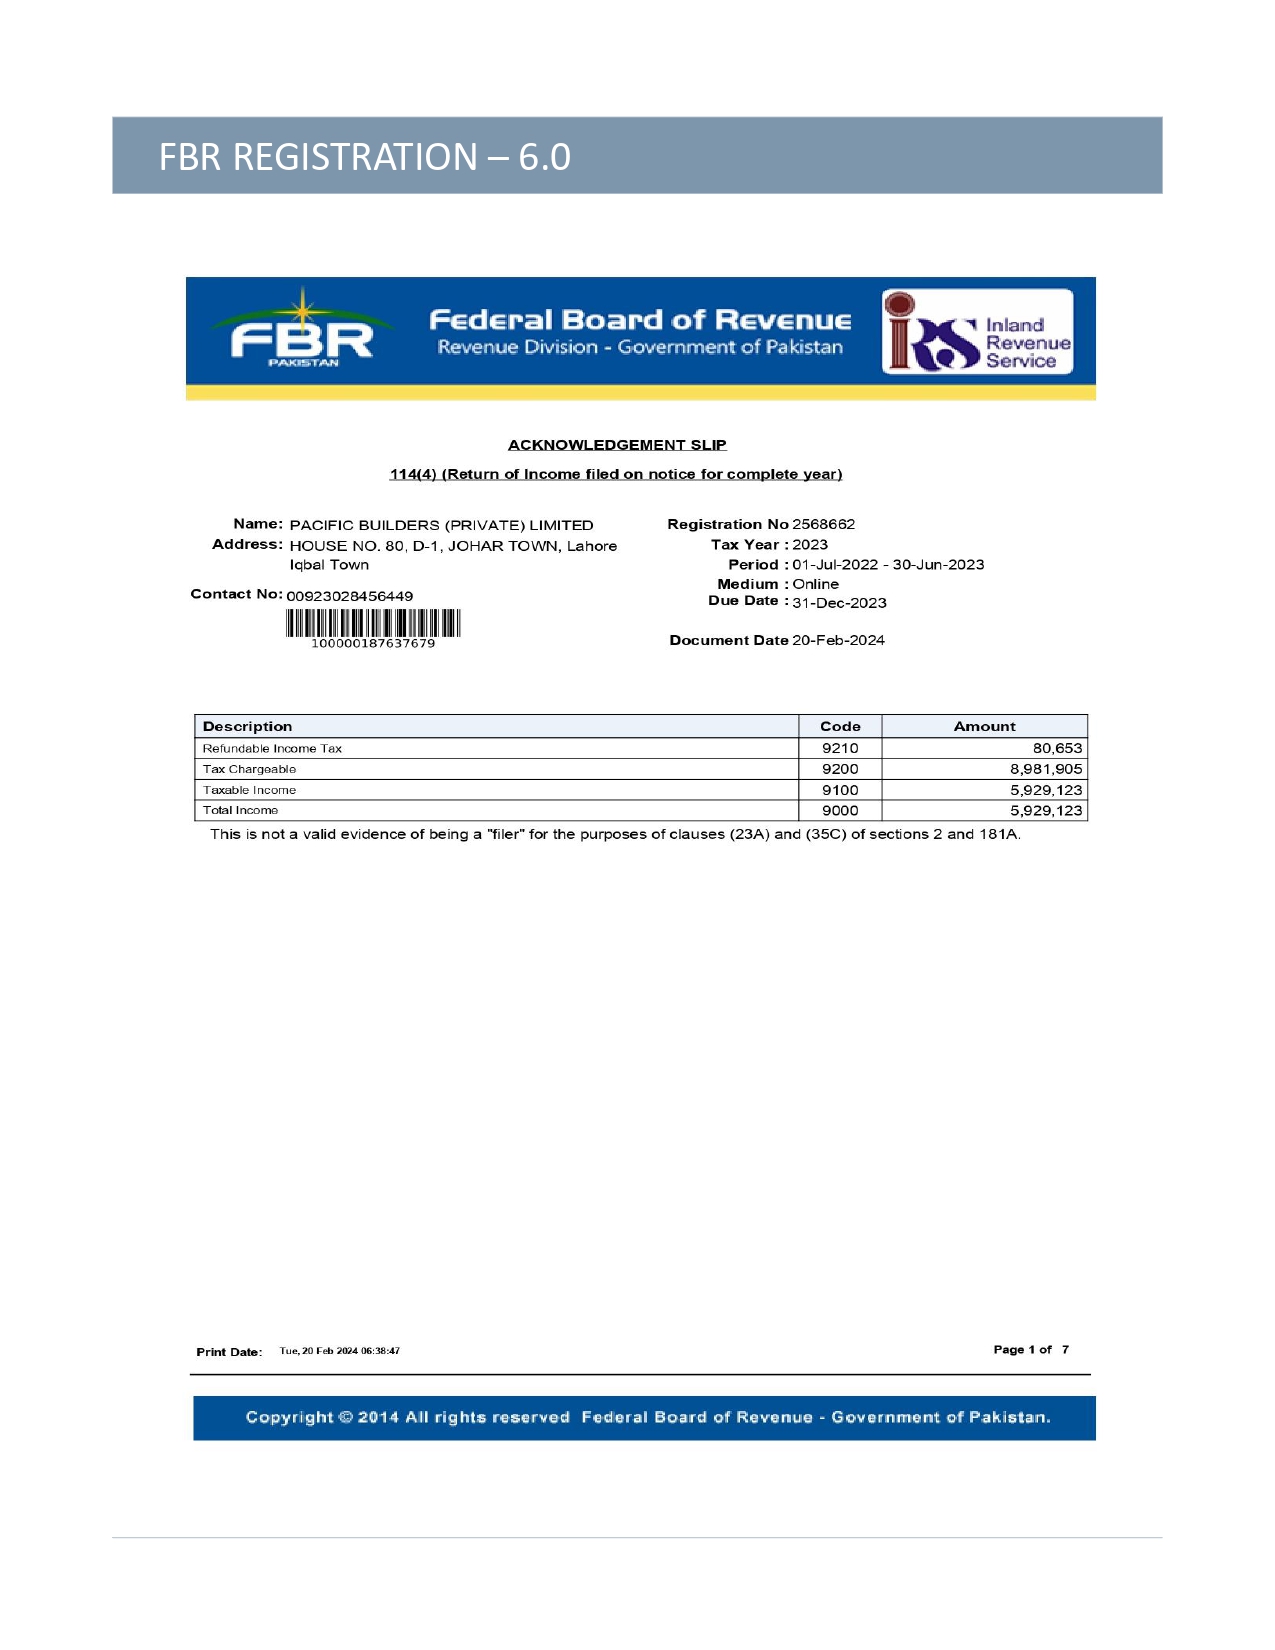 FBR REGISTRATION – 6.0
FBR
PAKISTAN
Federal Board of Revenue
Revenue Division - Government of Pakistan
iRS Inland
Revenue
Service
ACKNOWLEDGEMENT SLIP
114(4) (Return of Income filed on notice for complete year)
Name: PACIFIC BUILDERS (PRIVATE) LIMITED
Address: HOUSE NO. 80, D-1, JOHAR TOWN, Lahore
Iqbal Town
Contact No: 00923028456449
100000187637679
Registration No 2568662
Tax Year : 2023
Period : 01-Jul-2022 - 30-Jun-2023
Medium : Online
Due Date : 31-Dec-2023
Document Date 20-Feb-2024
Description Code Amount
Refundable Income Tax 9210 80,653
Tax Chargeable 9200 8,981,905
Taxable Income 9100 5,929,123
Total Income 9000 5,929,123
This is not a valid evidence of being a "filer" for the purposes of clauses (23A) and (35C) of sections 2 and 181A.
Print Date: Tue, 20 Feb 2024 06:38:47 Page 1 of 7
Copyright © 2014 All rights reserved Federal Board of Revenue - Government of Pakistan.